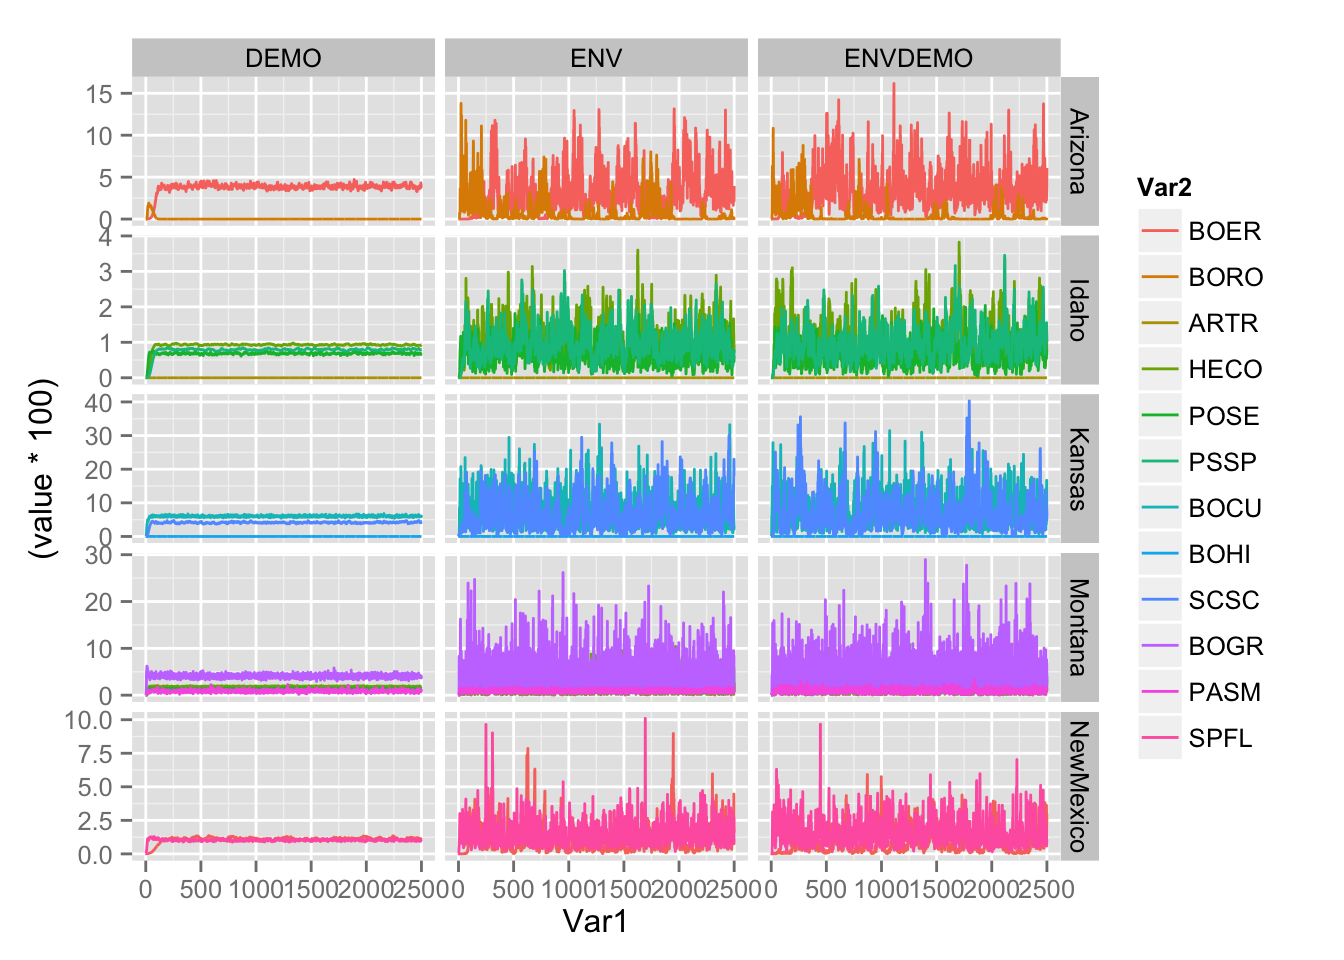 DEMO ENV ENVDEMO
15
10
5
0
Arizona
4
3
2
1
0
Idaho
40
30
20
10
0
Kansas
30
20
10
0
Montana
10.0
7.5
5.0
2.5
0.0
NewMexico
0 500 1000 1500 2000 2500 0 500 1000 1500 2000 2500 0 500 1000 1500 2000 2500
Var1
(value * 100)
Var2
BOER
BORO
ARTR
HECO
POSE
PSSP
BOCU
BOHI
SCSC
BOGR
PASM
SPFL